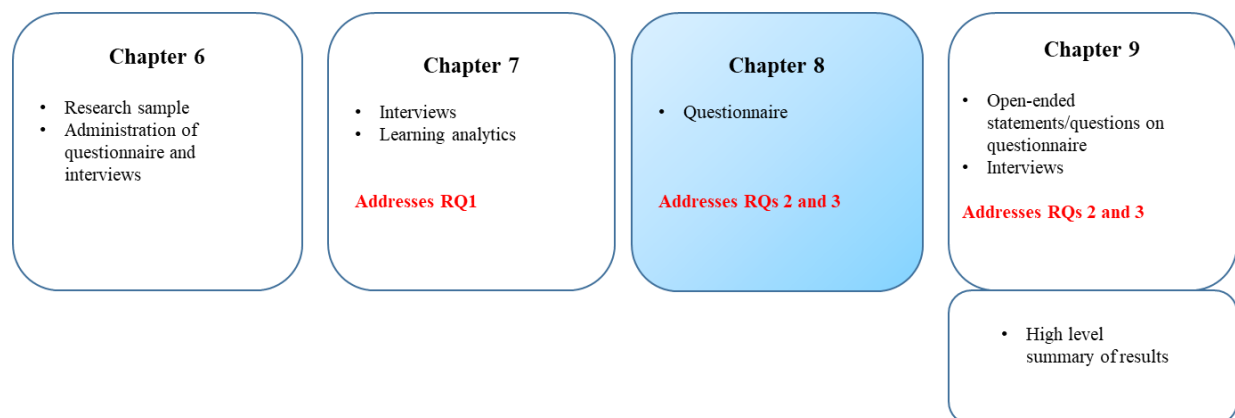 Chapter 6
• Research sample
• Administration of
questionnaire and
interviews
Chapter 7
• Interviews
• Learning analytics
Addresses RQ1
Chapter 8
• Questionnaire
Addresses RQs 2 and 3
Chapter 9
• Open-ended
statements/questions on
questionnaire
• Interviews
Addresses RQs 2 and 3
• High level
summary of results